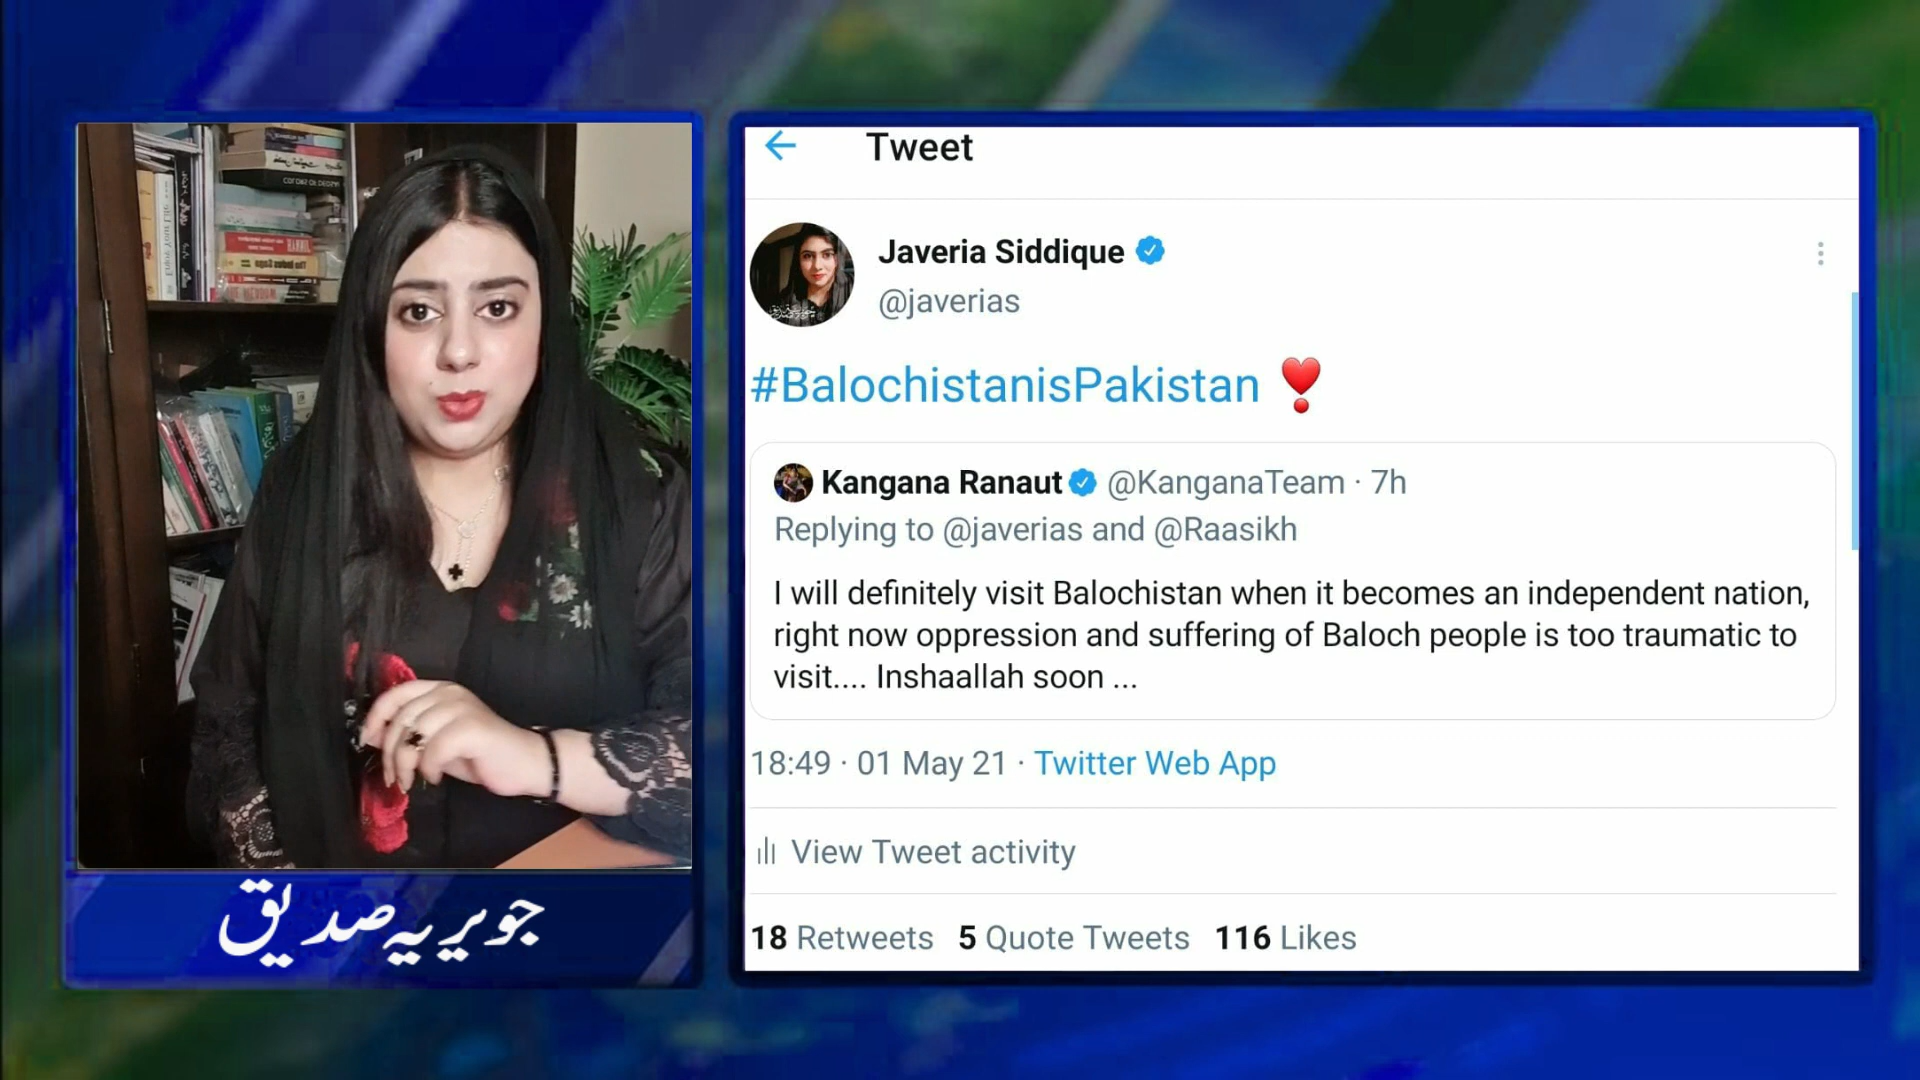 Tweet
Javeria Siddique
@javerias
#BalochistanisPakistan ❣️
Kangana Ranaut @KanganaTeam · 7h
Replying to @javerias and @Raasikh
I will definitely visit Balochistan when it becomes an independent nation,
right now oppression and suffering of Baloch people is too traumatic to
visit.... Inshaallah soon ...
18:49 · 01 May 21 · Twitter Web App
View Tweet activity
18 Retweets 5 Quote Tweets 116 Likes
جویریہ صدیق